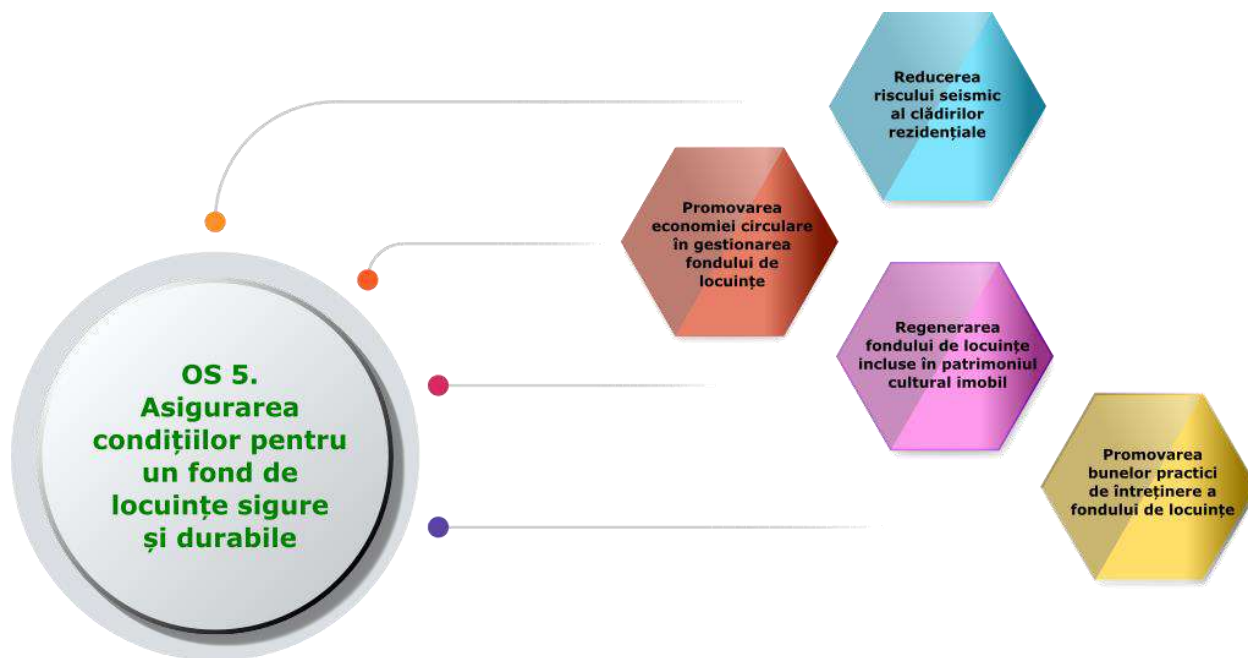 OS 5.
Asigurarea
condițiilor pentru
un fond de
locuințe sigure
și durabile
Reducerea
riscului seismic
al clădirilor
rezidențiale
Promovarea
economiei circulare
în gestionarea
fondului de
locuințe
Regenerarea
fondului de locuințe
incluse în patrimoniul
cultural imobil
Promovarea
bunelor practici
de întreținere a
fondului de locuințe